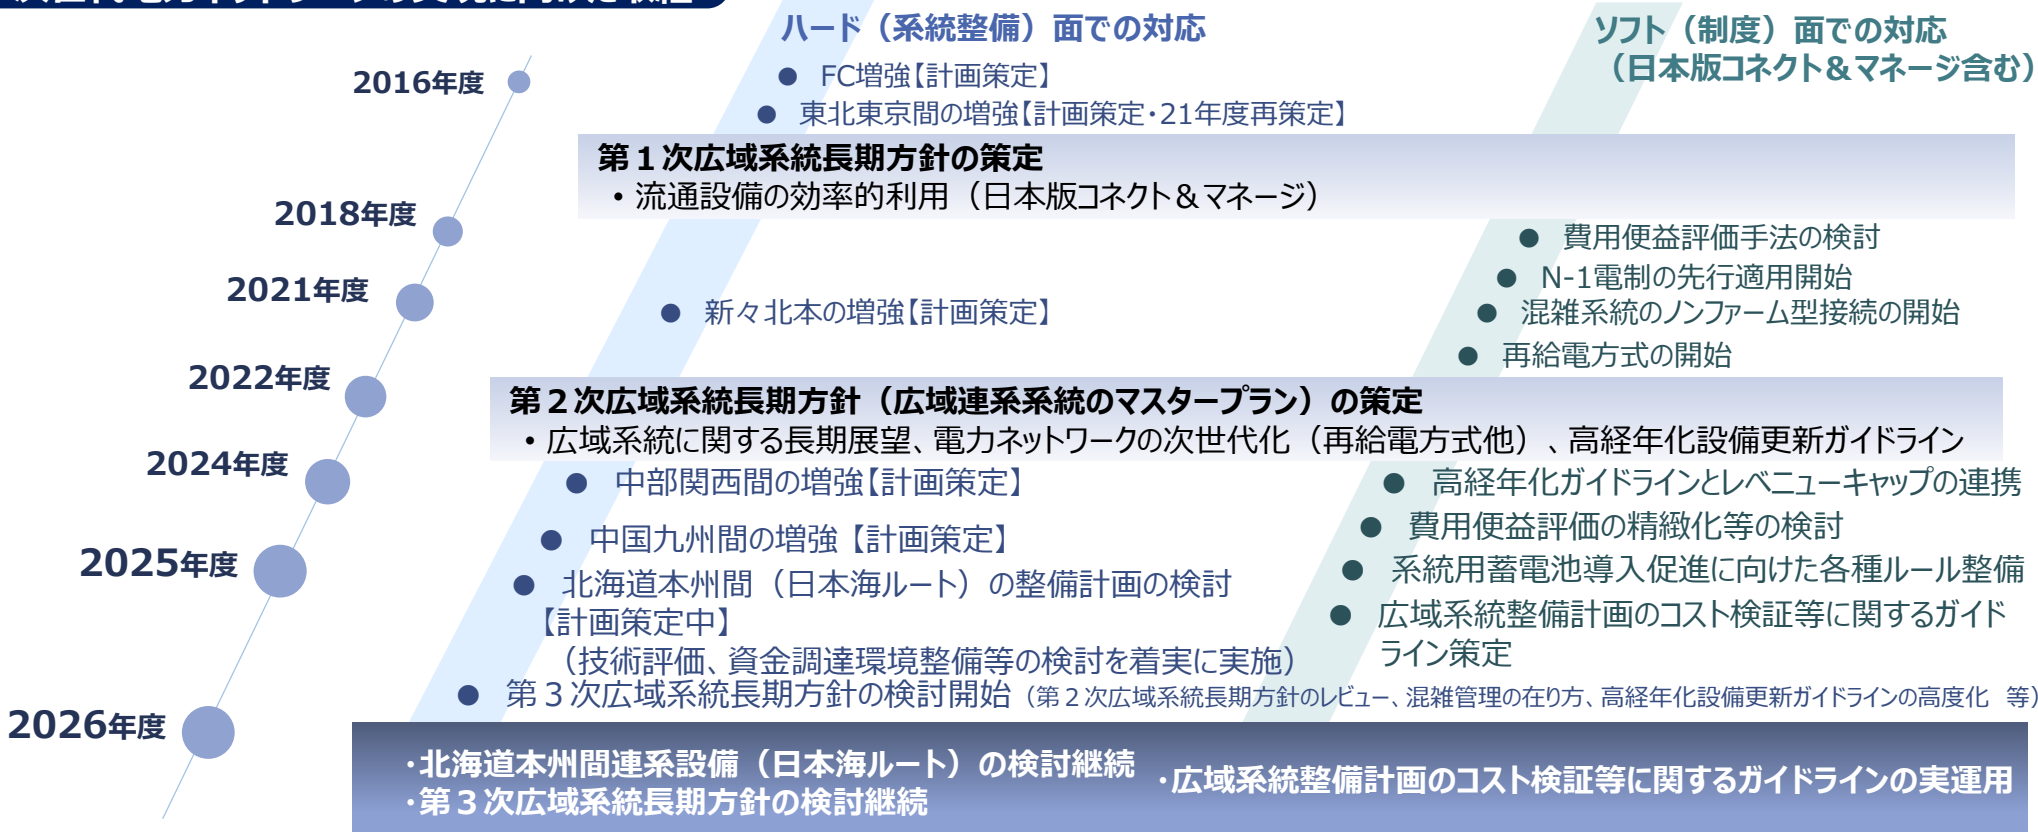 ハード（系統整備）面での対応
ソフト（制度）面での対応
（日本版コネクト＆マネージ含む）
2016年度
● FC増強【計画策定】
● 東北東京間の増強【計画策定・21年度再策定】
第１次広域系統長期方針の策定
・流通設備の効率的利用（日本版コネクト＆マネージ）
2018年度
● 費用便益評価手法の検討
● N-1電制の先行適用開始
2021年度
● 新々北本の増強【計画策定】
● 混雑系統のノンファーム型接続の開始
● 再給電方式の開始
2022年度
第２次広域系統長期方針（広域連系系統のマスタープラン）の策定
・広域系統に関する長期展望、電力ネットワークの次世代化（再給電方式他）、高経年化設備更新ガイドライン
2024年度
● 中部関西間の増強【計画策定】
● 高経年化ガイドラインとレベニューキャップの連携
● 費用便益評価の精緻化等の検討
2025年度
● 中国九州間の増強【計画策定】
● 北海道本州間（日本海ルート）の整備計画の検討
【計画策定中】
（技術評価、資金調達環境整備等の検討を着実に実施）
● 系統用蓄電池導入促進に向けた各種ルール整備
● 広域系統整備計画のコスト検証等に関するガイド
ライン策定
● 第３次広域系統長期方針の検討開始（第２次広域系統長期方針のレビュー、混雑管理の在り方、高経年化設備更新ガイドラインの高度化 等）
2026年度
・北海道本州間連系設備（日本海ルート）の検討継続
・第３次広域系統長期方針の検討継続
・広域系統整備計画のコスト検証等に関するガイドラインの実運用